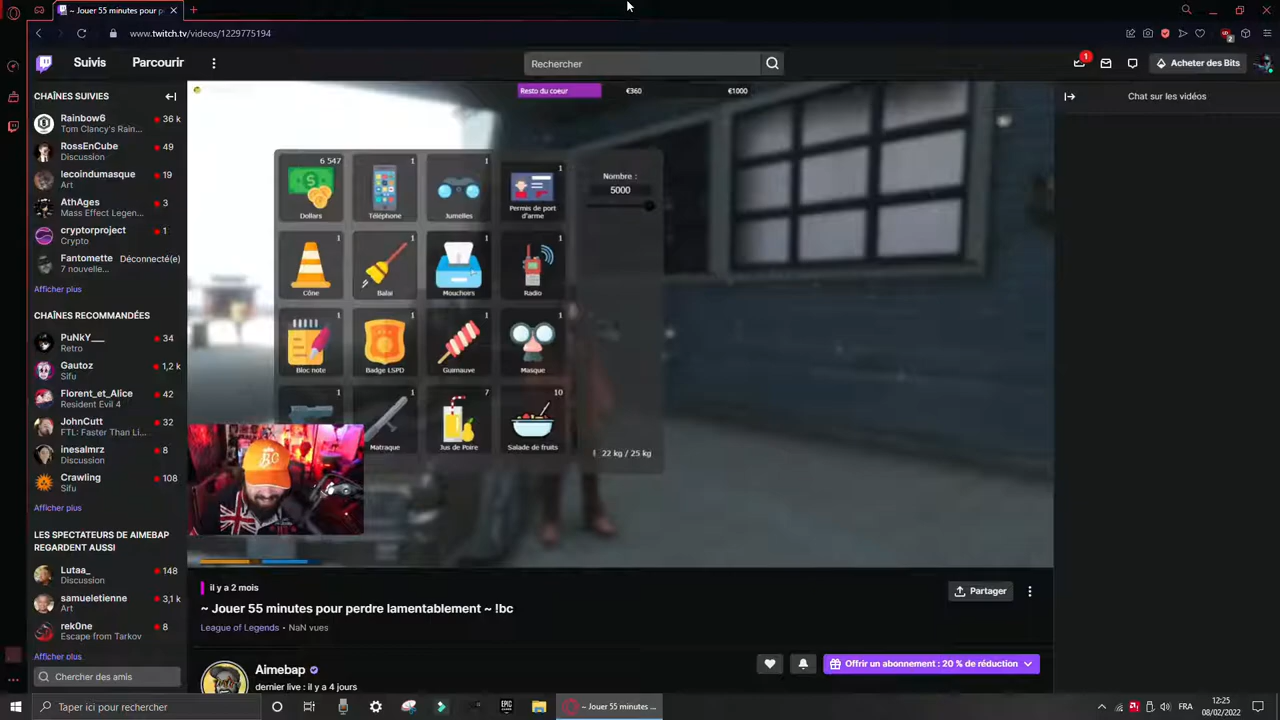 ~ Jouer 55 minutes pour p
www.twitch.tv/videos/1229775194
Suivis
Parcourir
Rechercher
1
Acheter des Bits
CHAÎNES SUIVIES
Rainbow6
36 k
Tom Clancy's Rain...
RossEnCube
49
Discussion
lecoindumasque
19
Art
AthAges
3
Mass Effect Legen...
cryptorproject
1
Crypto
Fantomette
Déconnecté(e)
7 nouvelle...
Afficher plus
CHAÎNES RECOMMANDÉES
PuNkY___
34
Retro
Gautoz
1,2 k
Sifu
Florent_et_Alice
42
Resident Evil 4
JohnCutt
32
FTL: Faster Than Li...
inesalmrz
8
Discussion
Crawling
108
Sifu
Afficher plus
LES SPECTATEURS DE AIMEBAP
REGARDENT AUSSI
Lutaa_
148
Discussion
samueletienne
3,1 k
Art
rek0ne
8
Escape from Tarkov
Afficher plus
Chercher des amis
Resto du coeur
€360
€1000
6 547
Dollars
1
Téléphone
1
Jumelles
1
Permis de port
d'arme
Nombre :
5000
1
Cône
1
Balai
1
Mouchoirs
1
Radio
1
Bloc note
1
Badge LSPD
1
Guimauve
1
Masque
1
1
Matraque
7
Jus de Poire
10
Salade de fruits
22 kg / 25 kg
BC
Chat sur les vidéos
il y a 2 mois
~ Jouer 55 minutes pour perdre lamentablement ~ !bc
League of Legends • NaN vues
Partager
Aimebap
dernier live : il y a 4 jours
Offrir un abonnement : 20 % de réduction
Taper ici pour rechercher
EPIC
GAMES
~ Jouer 55 minutes ...
FRA
12:25
08/02/2022